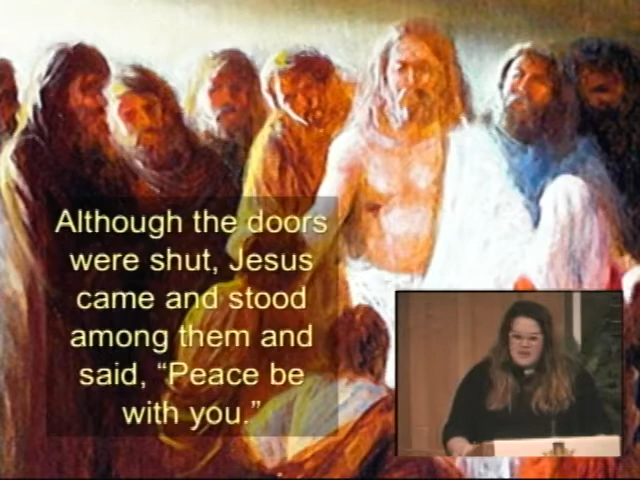 Although the doors
were shut, Jesus
came and stood
among them and
said, “Peace be
with you.”